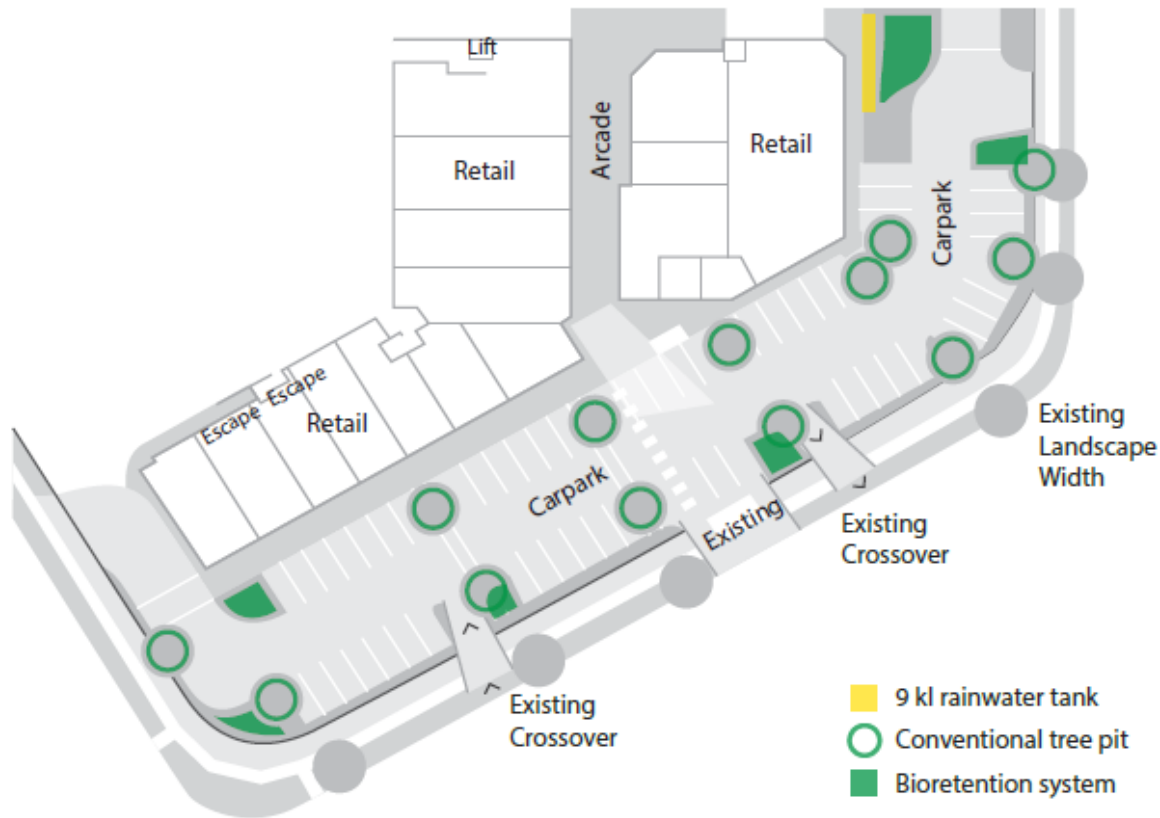 Lift
Retail
Arcade
Retail
Carpark
Escape
Escape
Retail
Carpark
Existing
Existing
Landscape
Width
Existing
Crossover
Existing
Crossover
9 kl rainwater tank
Conventional tree pit
Bioretention system